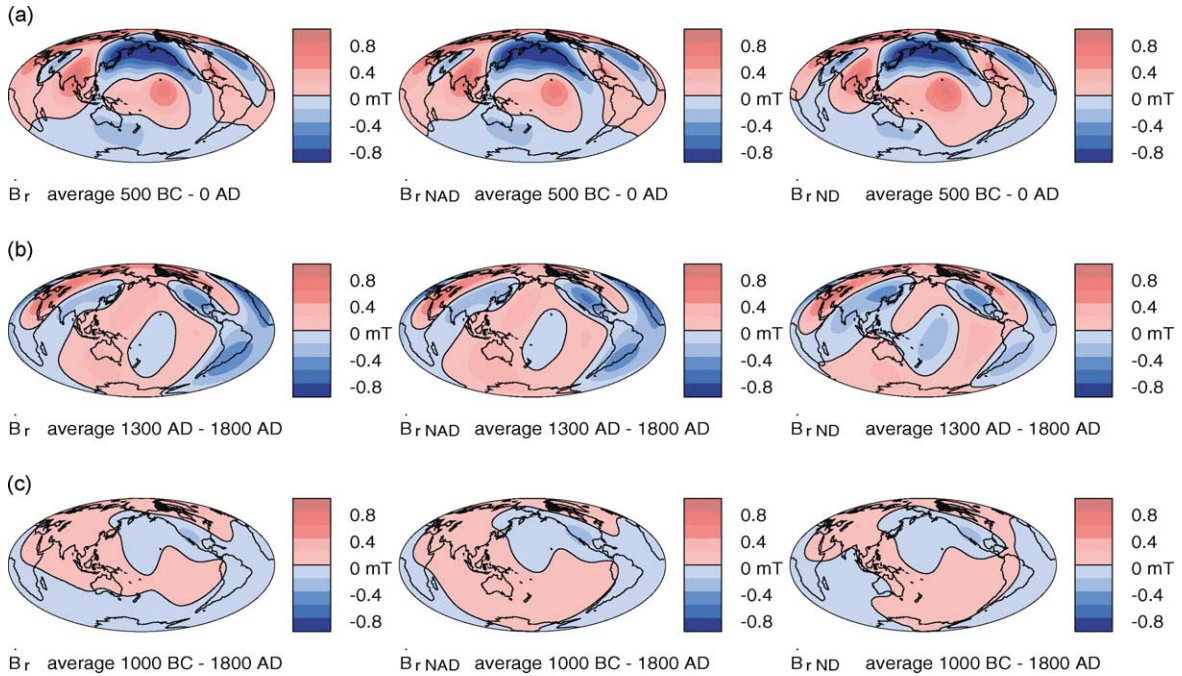 (a)
0.8 0.8 0.8
0.4 0.4 0.4
0 mT 0 mT 0 mT
-0.4 -0.4 -0.4
-0.8 -0.8 -0.8
Ḃr average 500 BC - 0 AD Ḃr NAD average 500 BC - 0 AD Ḃr ND average 500 BC - 0 AD
(b)
0.8 0.8 0.8
0.4 0.4 0.4
0 mT 0 mT 0 mT
-0.4 -0.4 -0.4
-0.8 -0.8 -0.8
Ḃr average 1300 AD - 1800 AD Ḃr NAD average 1300 AD - 1800 AD Ḃr ND average 1300 AD - 1800 AD
(c)
0.8 0.8 0.8
0.4 0.4 0.4
0 mT 0 mT 0 mT
-0.4 -0.4 -0.4
-0.8 -0.8 -0.8
Ḃr average 1000 BC - 1800 AD Ḃr NAD average 1000 BC - 1800 AD Ḃr ND average 1000 BC - 1800 AD